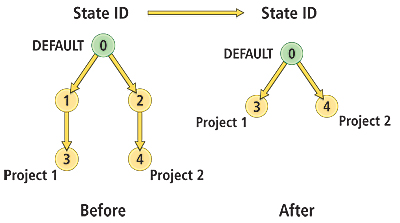 State ID State ID
DEFAULT 0
DEFAULT 0
1 2
3 4
Project 1 Project 2
3 4
Project 1 Project 2
Before After